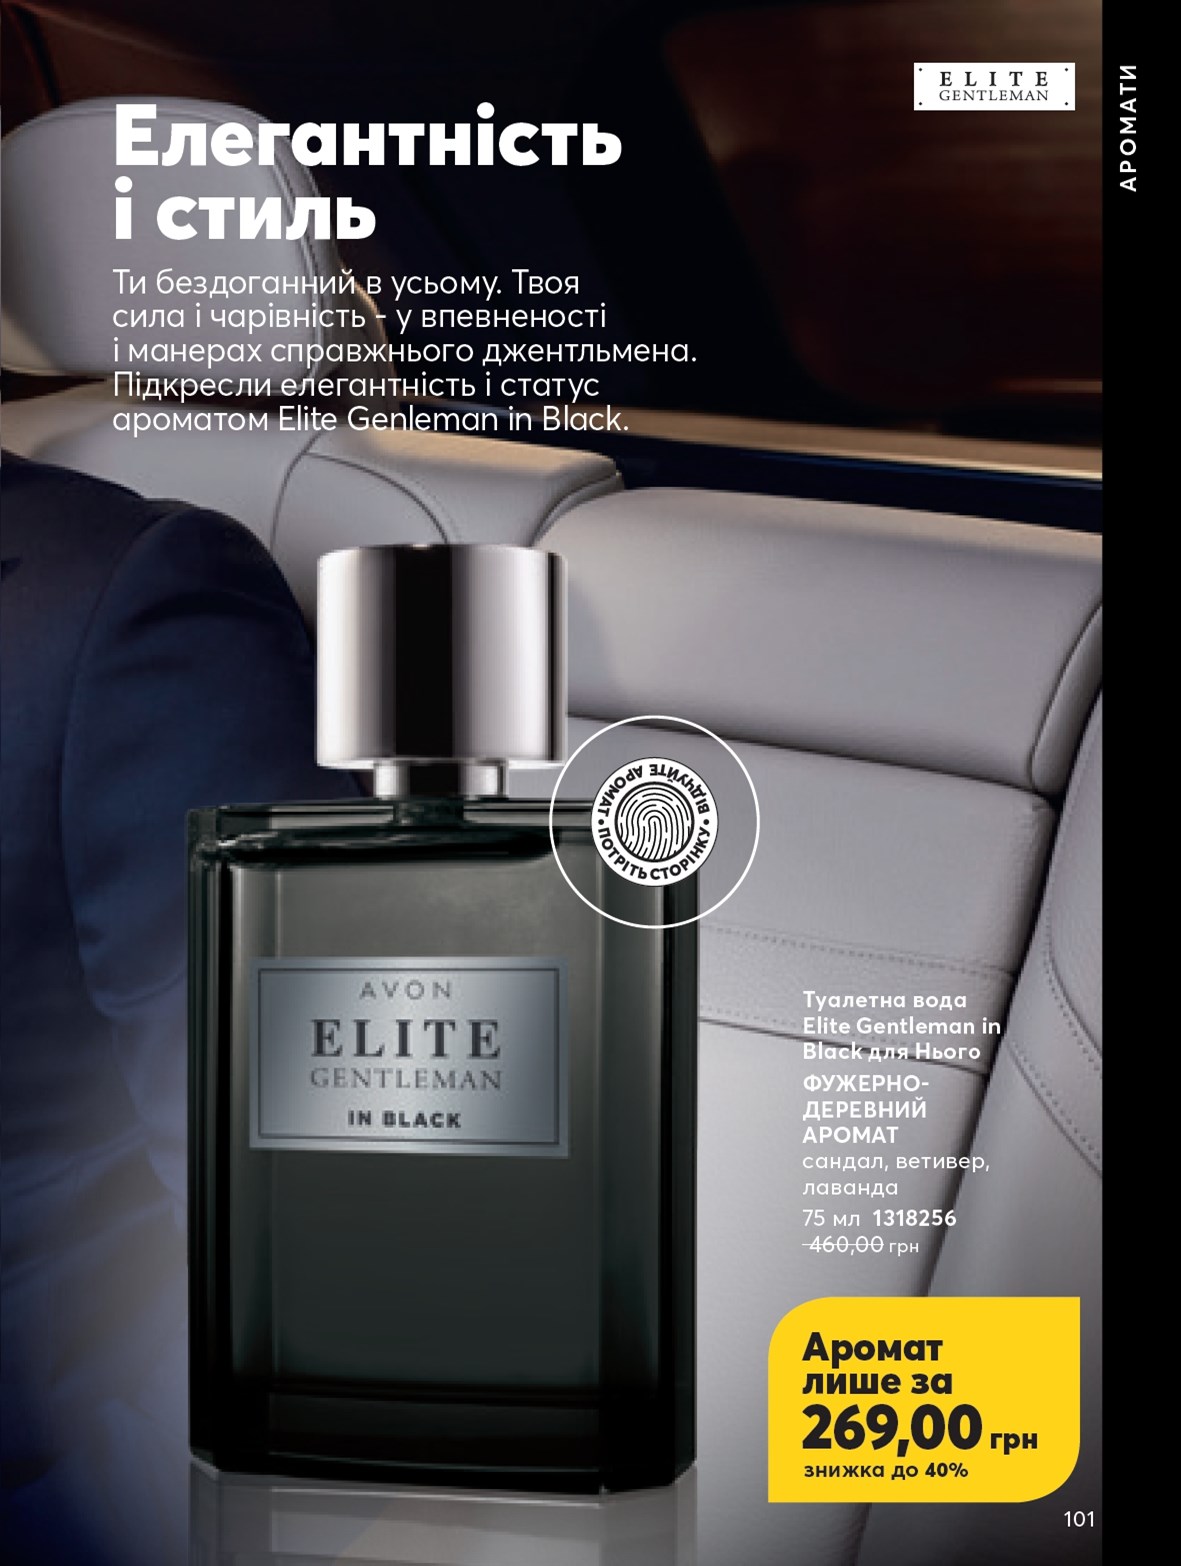 ELITE
GENTLEMAN
АРОМАТИ
Елегантність
і стиль
Ти бездоганний в усьому. Твоя
сила і чарівність - у впевненості
і манерах справжнього джентльмена.
Підкресли елегантність і статус
ароматом Elite Genleman in Black.
ПОТРІТЬ СТОРІНКУ • ВІДЧУЙТЕ АРОМАТ •
AVON
ELITE
GENTLEMAN
IN BLACK
Туалетна вода
Elite Gentleman in
Black для Нього
ФУЖЕРНО-
ДЕРЕВНИЙ
АРОМАТ
сандал, ветивер,
лаванда
75 мл 1318256
460,00 грн
Аромат
лише за
269,00 грн
знижка до 40%
101